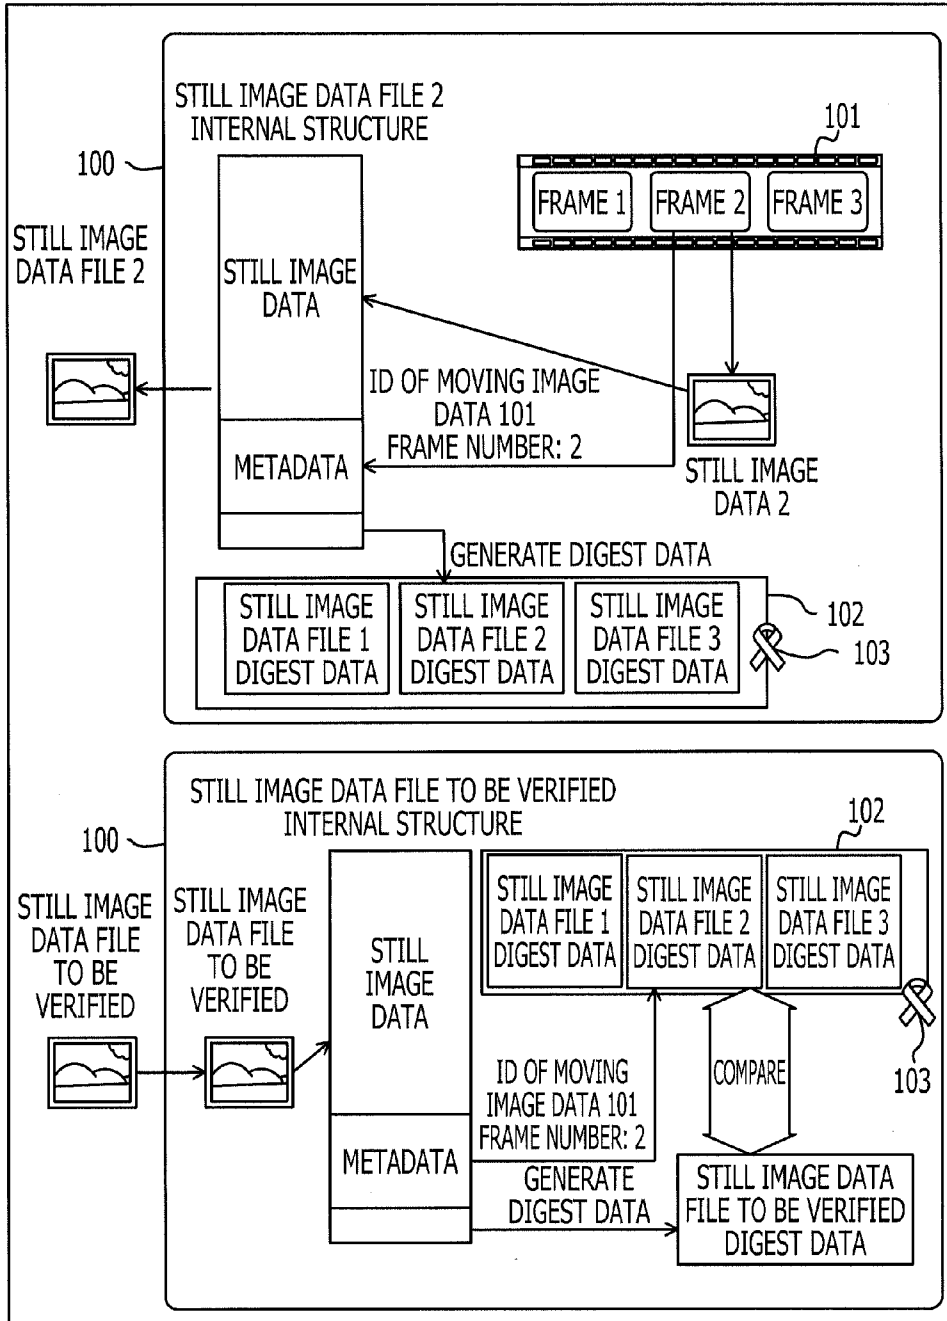 STILL IMAGE DATA FILE 2
INTERNAL STRUCTURE
101
100
FRAME 1
FRAME 2
FRAME 3
STILL IMAGE
DATA FILE 2
STILL IMAGE
DATA
ID OF MOVING IMAGE
DATA 101
FRAME NUMBER: 2
METADATA
STILL IMAGE
DATA 2
GENERATE DIGEST DATA
STILL IMAGE
DATA FILE 1
DIGEST DATA
STILL IMAGE
DATA FILE 2
DIGEST DATA
STILL IMAGE
DATA FILE 3
DIGEST DATA
102
103
STILL IMAGE DATA FILE TO BE VERIFIED
INTERNAL STRUCTURE
100
102
STILL IMAGE
DATA FILE
TO BE
VERIFIED
STILL IMAGE
DATA FILE
TO BE
VERIFIED
STILL
IMAGE
DATA
STILL IMAGE
DATA FILE 1
DIGEST DATA
STILL IMAGE
DATA FILE 2
DIGEST DATA
STILL IMAGE
DATA FILE 3
DIGEST DATA
103
ID OF MOVING
IMAGE DATA 101
FRAME NUMBER: 2
COMPARE
METADATA
GENERATE
DIGEST DATA
STILL IMAGE DATA
FILE TO BE VERIFIED
DIGEST DATA